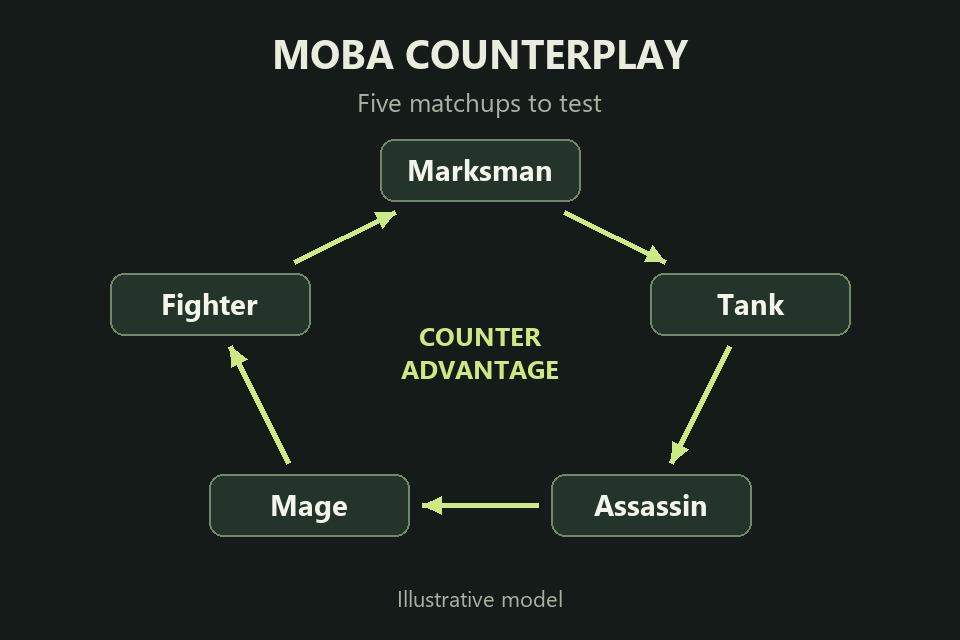 MOBA COUNTERPLAY
Five matchups to test
Marksman
Fighter
Tank
COUNTER
ADVANTAGE
Mage
Assassin
Illustrative model